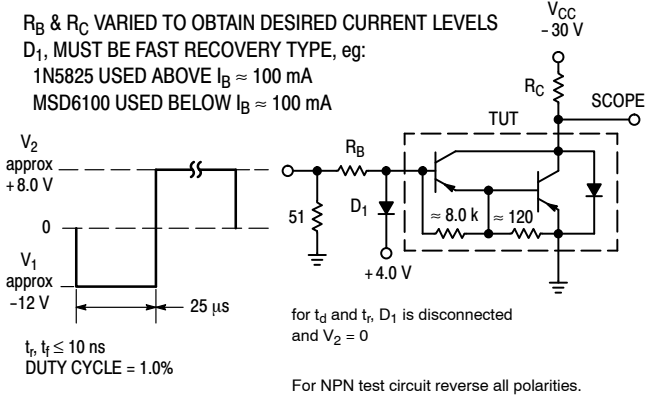 R_B & R_C VARIED TO OBTAIN DESIRED CURRENT LEVELS
D_1, MUST BE FAST RECOVERY TYPE, eg:
1N5825 USED ABOVE I_B ≈ 100 mA
MSD6100 USED BELOW I_B ≈ 100 mA
V_CC
- 30 V
R_C
SCOPE
TUT
V_2
approx
+ 8.0 V
0
V_1
approx
-12 V
25 µs
t_r, t_f ≤ 10 ns
DUTY CYCLE = 1.0%
R_B
51
D_1
+ 4.0 V
≈ 8.0 k
≈ 120
for t_d and t_r, D_1 is disconnected
and V_2 = 0
For NPN test circuit reverse all polarities.